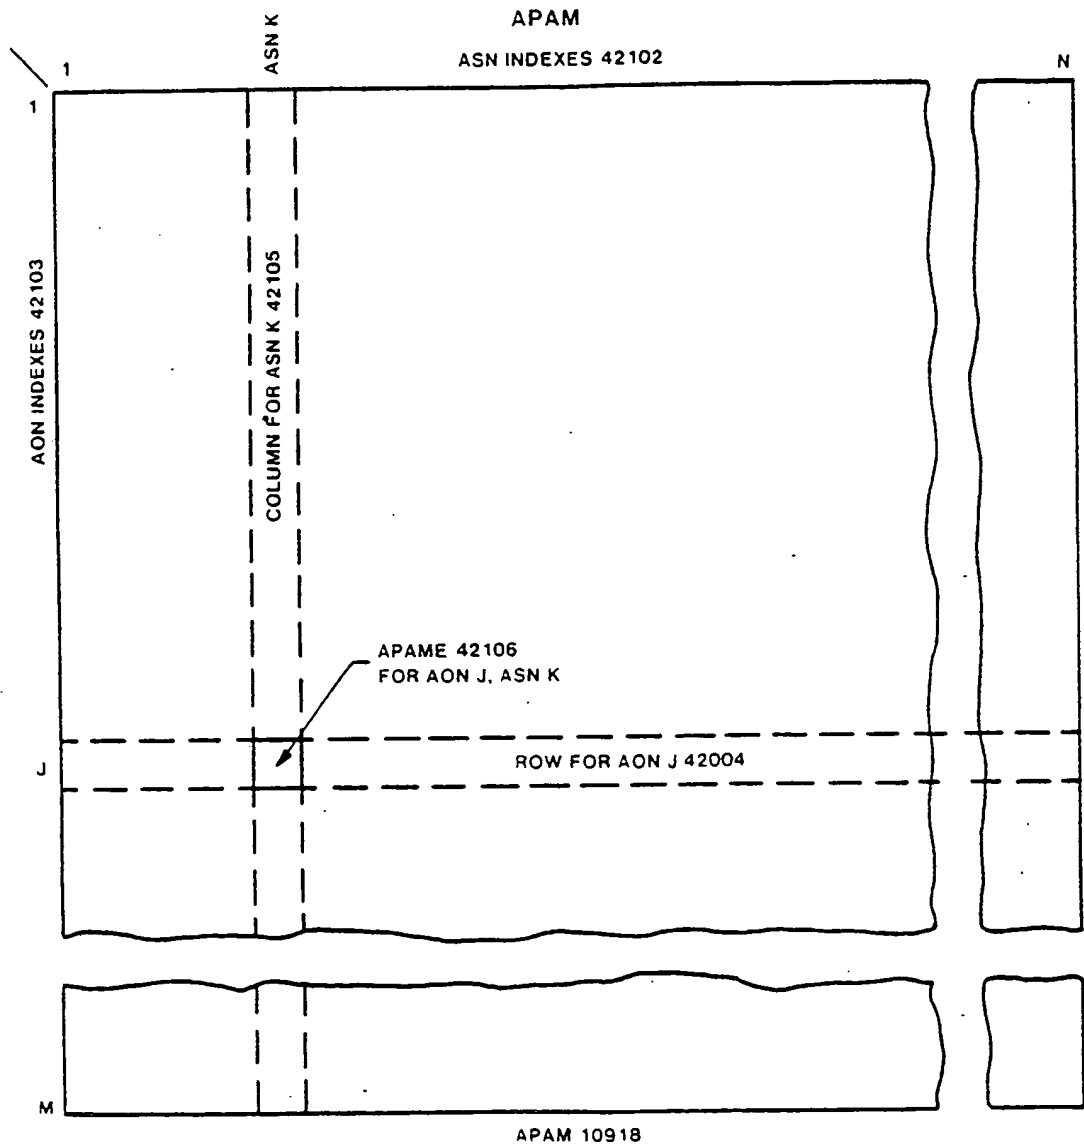 APAM
ASN K
ASN INDEXES 42102
1
N
1
AON INDEXES 42103
COLUMN FOR ASN K 42105
APAME 42106
FOR AON J, ASN K
J
ROW FOR AON J 42004
M
APAM 10918